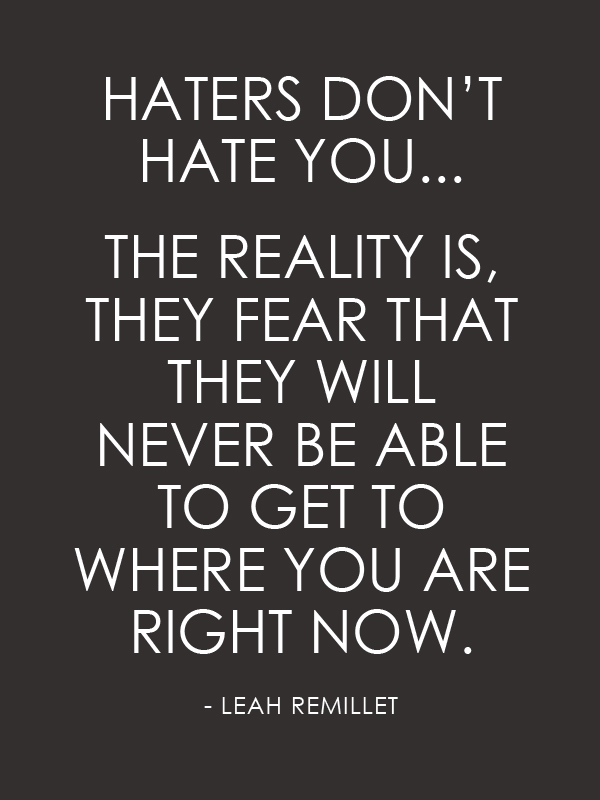 HATERS DON’T
HATE YOU...
THE REALITY IS,
THEY FEAR THAT
THEY WILL
NEVER BE ABLE
TO GET TO
WHERE YOU ARE
RIGHT NOW.
- LEAH REMILLET